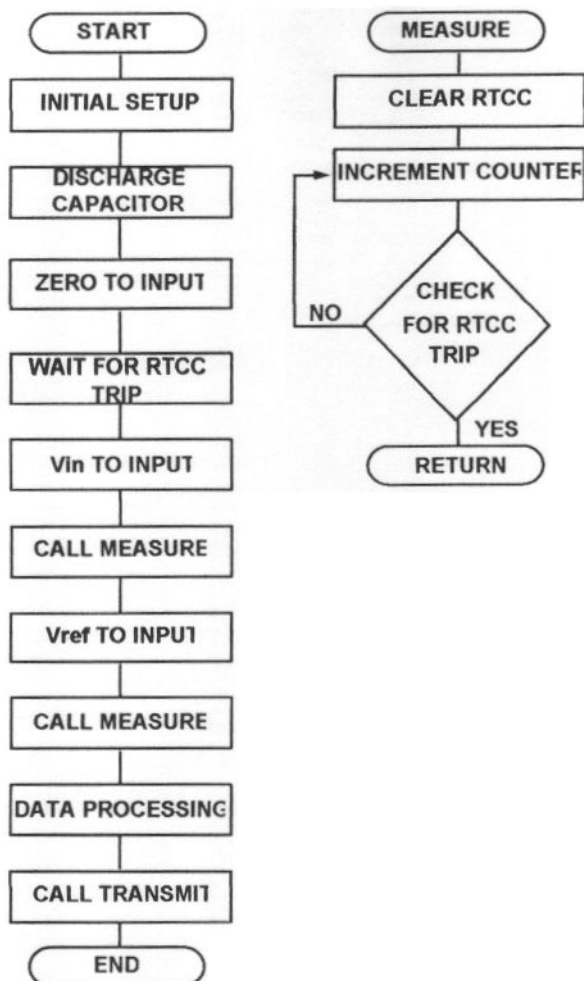 START
INITIAL SETUP
DISCHARGE
CAPACITOR
ZERO TO INPUT
WAIT FOR RTCC
TRIP
Vin TO INPUT
CALL MEASURE
Vref TO INPUT
CALL MEASURE
DATA PROCESSING
CALL TRANSMIT
END
MEASURE
CLEAR RTCC
INCREMENT COUNTER
CHECK
FOR RTCC
TRIP
NO
YES
RETURN